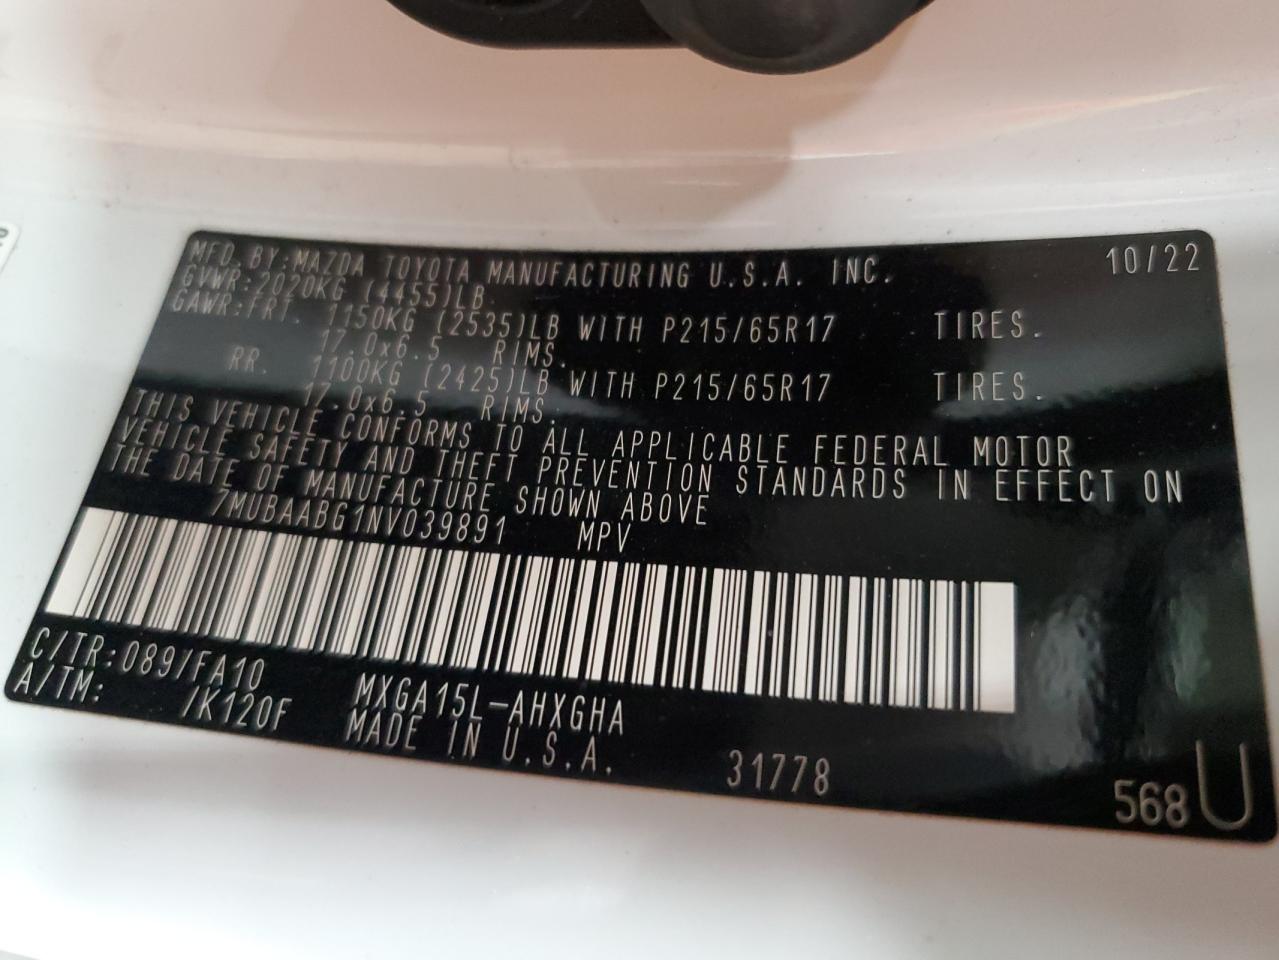 MFD. BY: MAZDA TOYOTA MANUFACTURING U.S.A. INC. 10/22
GVWR: 2020KG (4455)LB
GAWR: FRT. 1150KG (2535)LB WITH P215/65R17 TIRES.
17.0x6.5 RIMS.
RR. 1100KG (2425)LB WITH P215/65R17 TIRES.
17.0x6.5 RIMS.
THIS VEHICLE CONFORMS TO ALL APPLICABLE FEDERAL MOTOR
VEHICLE SAFETY AND THEFT PREVENTION STANDARDS IN EFFECT ON
THE DATE OF MANUFACTURE SHOWN ABOVE
7MUBAABG1NV039891 MPV
C/TR: 089/FA10 MXGA15L-AHXGHA
A/TM: /K120F MADE IN U.S.A. 31778 568 U